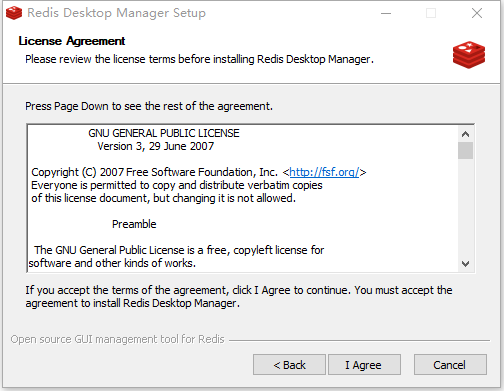 Redis Desktop Manager Setup
License Agreement
Please review the license terms before installing Redis Desktop Manager.
Press Page Down to see the rest of the agreement.
GNU GENERAL PUBLIC LICENSE
Version 3, 29 June 2007
Copyright (C) 2007 Free Software Foundation, Inc. <http://fsf.org/>
Everyone is permitted to copy and distribute verbatim copies
of this license document, but changing it is not allowed.
Preamble
The GNU General Public License is a free, copyleft license for
software and other kinds of works.
If you accept the terms of the agreement, click I Agree to continue. You must accept the
agreement to install Redis Desktop Manager.
Open source GUI management tool for Redis
< Back
I Agree
Cancel